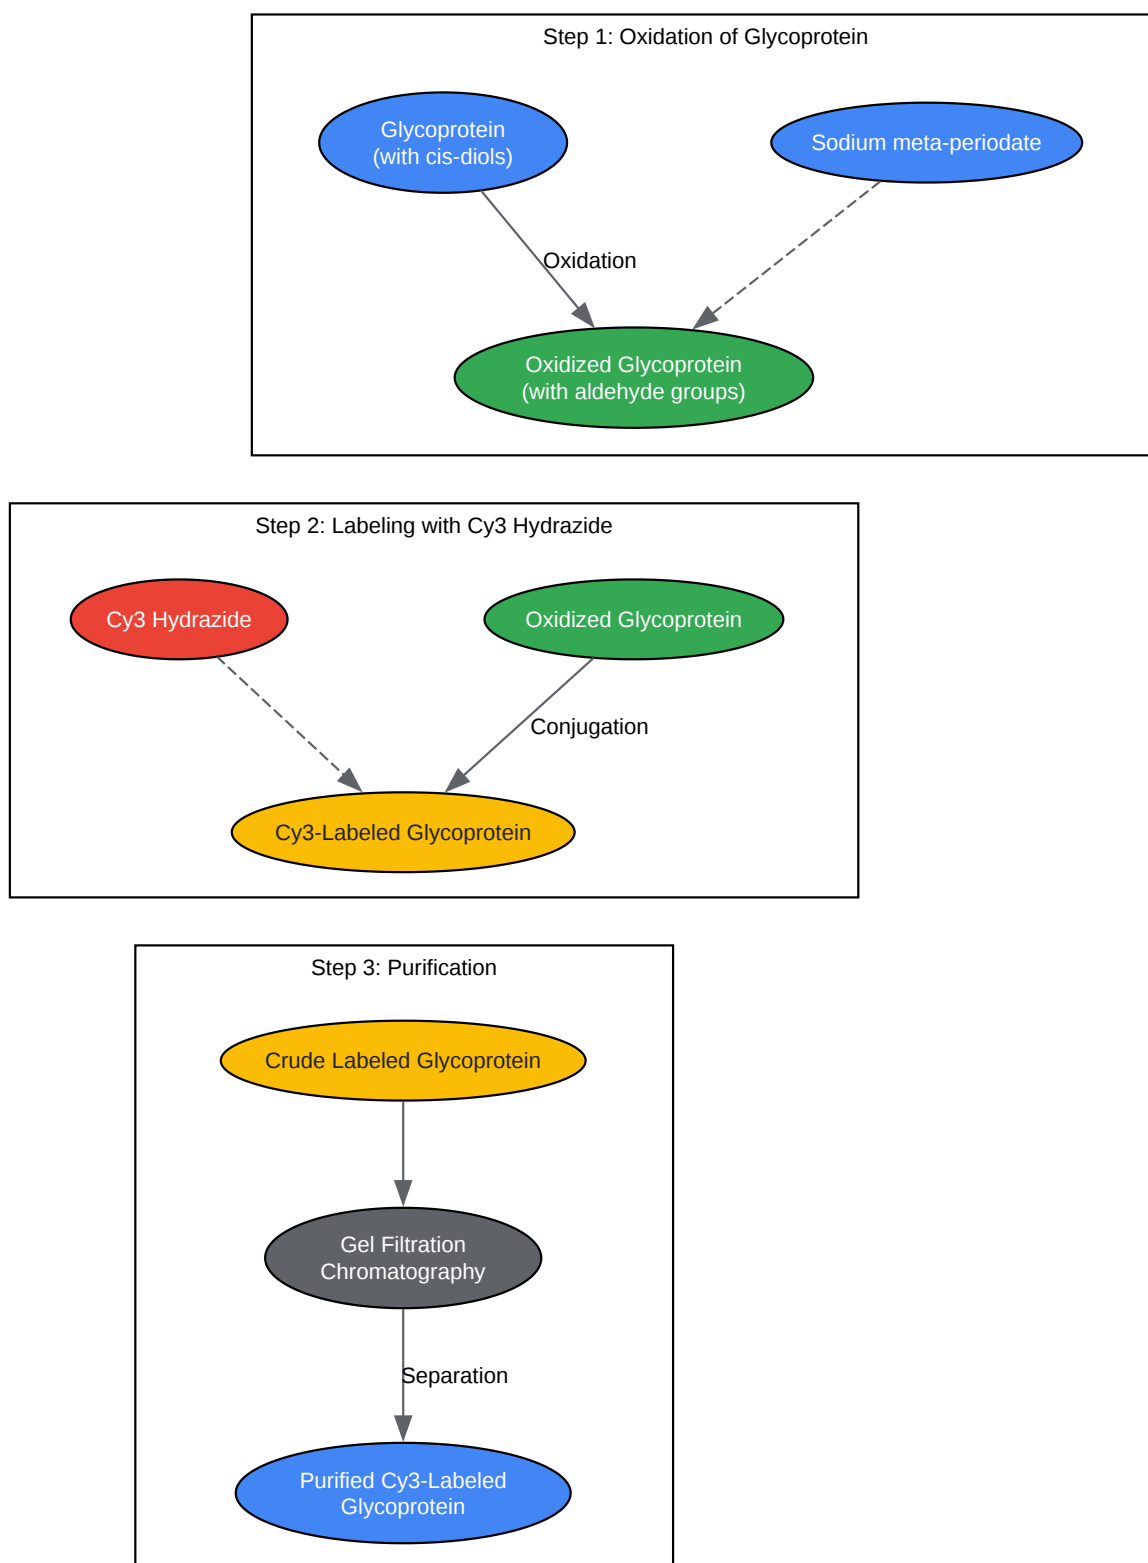 Step 1: Oxidation of Glycoprotein
Glycoprotein
(with cis-diols)
Sodium meta-periodate
Oxidation
Oxidized Glycoprotein
(with aldehyde groups)
Step 2: Labeling with Cy3 Hydrazide
Cy3 Hydrazide
Oxidized Glycoprotein
Conjugation
Cy3-Labeled Glycoprotein
Step 3: Purification
Crude Labeled Glycoprotein
Gel Filtration
Chromatography
Separation
Purified Cy3-Labeled
Glycoprotein